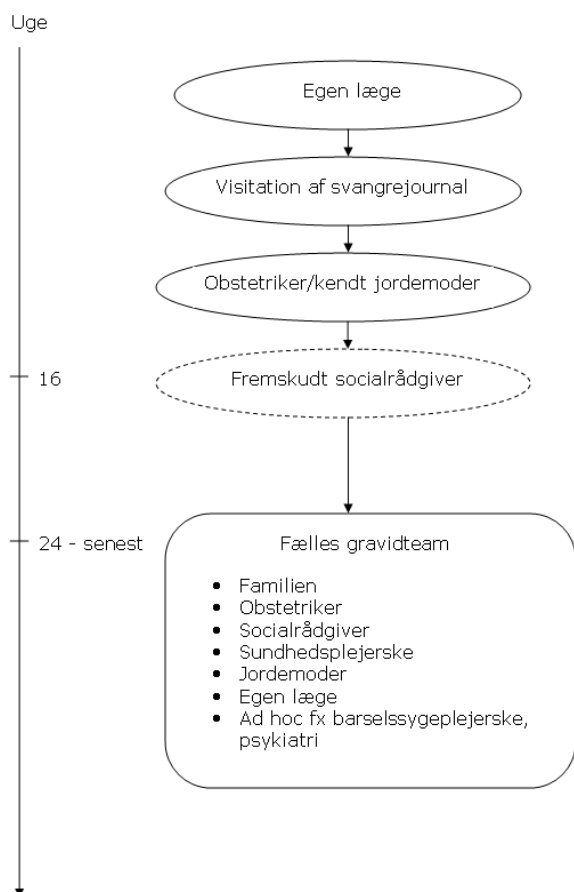 Uge
Egen læge
Visitation af svangrejournal
Obstetriker/kendt jordemoder
16
Fremskudt socialrådgiver
24 - senest
Fælles gravidteam
• Familien
• Obstetriker
• Socialrådgiver
• Sundhedsplejerske
• Jordemoder
• Egen læge
• Ad hoc fx barselssygeplejerske,
psykiatri